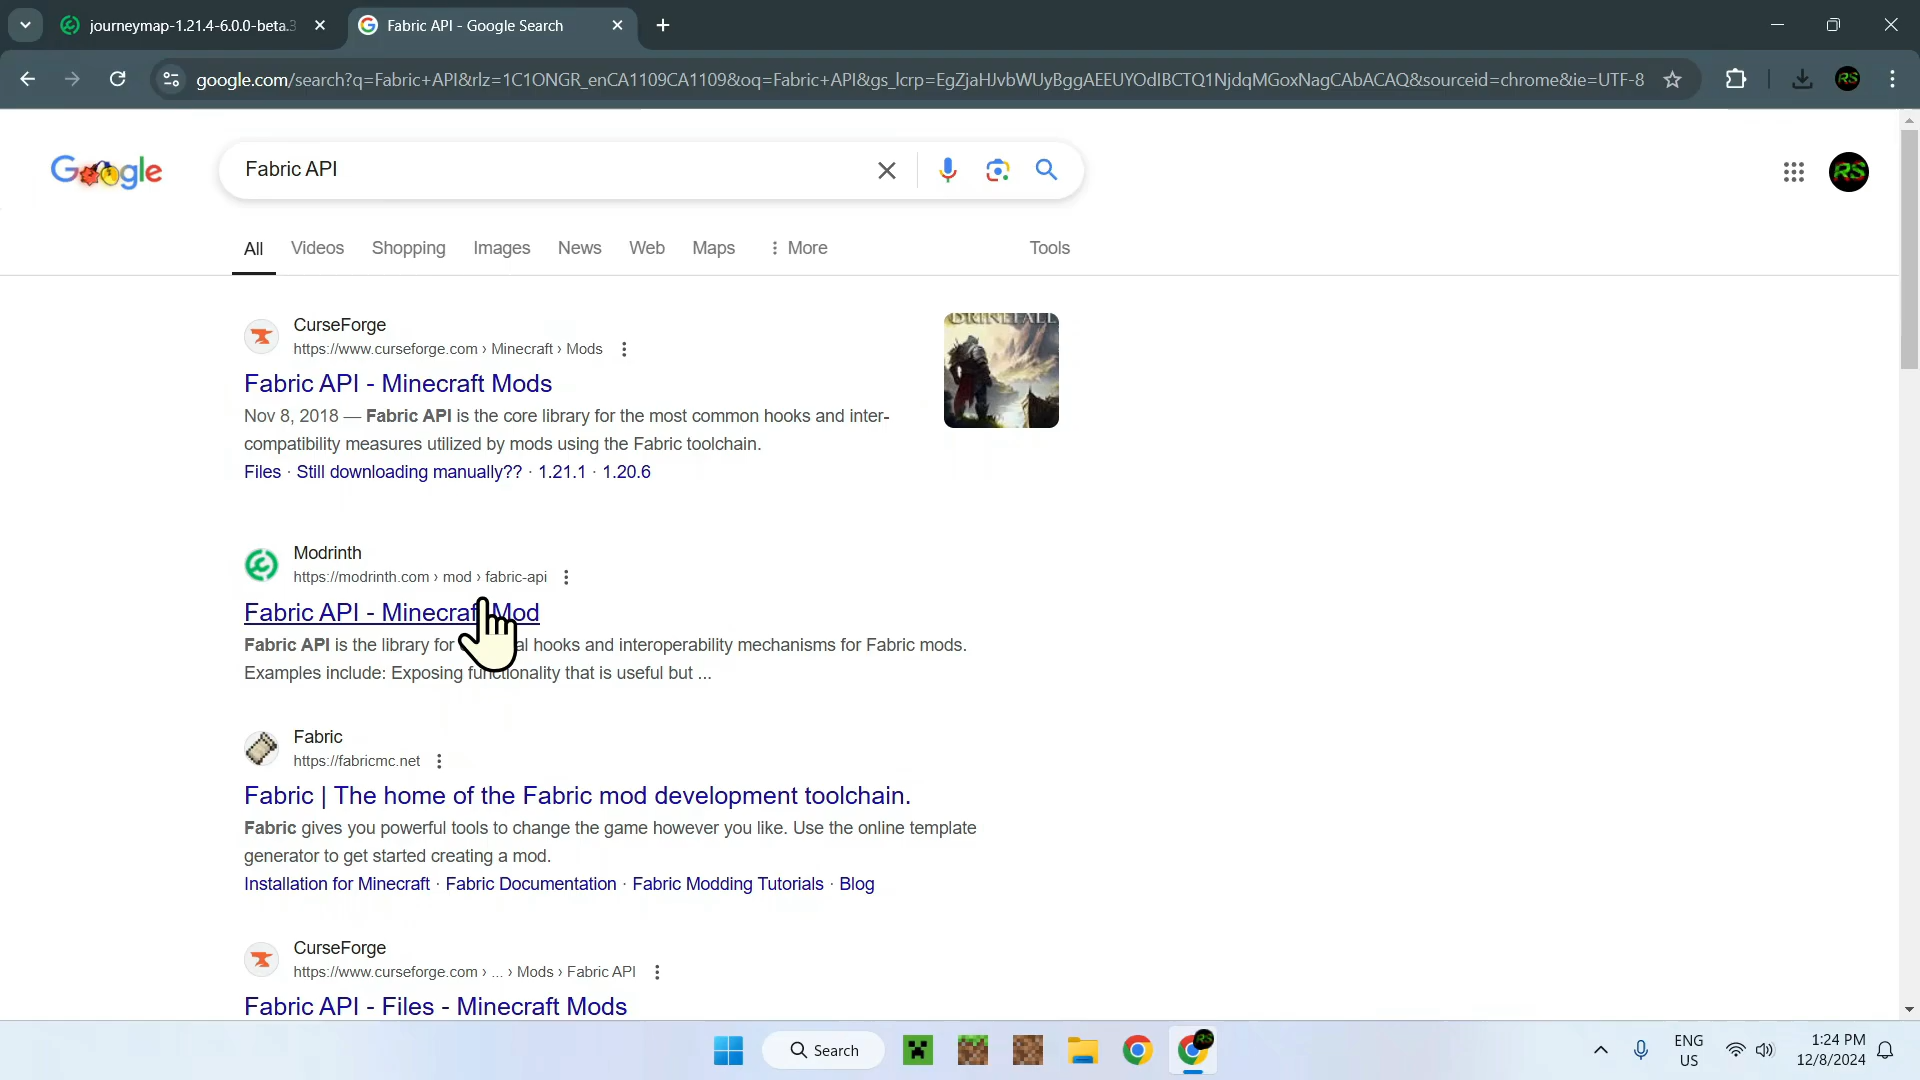 journeymap-1.21.4-6.0.0-beta.3
Fabric API - Google Search
google.com/search?q=Fabric+API&rlz=1C1ONGR_enCA1109CA1109&oq=Fabric+API&gs_lcrp=EgZjaHJvbWUyBggAEEUYOdIBCTQ1NjdqMGoxNagCAbACAQ&sourceid=chrome&ie=UTF-8
RS
Google
Fabric API
RS
All
Videos
Shopping
Images
News
Web
Maps
More
Tools
CurseForge
https://www.curseforge.com › Minecraft › Mods
Fabric API - Minecraft Mods
Nov 8, 2018 — Fabric API is the core library for the most common hooks and inter-
compatibility measures utilized by mods using the Fabric toolchain.
Files · Still downloading manually?? · 1.21.1 · 1.20.6
Modrinth
https://modrinth.com › mod › fabric-api
Fabric API - Minecraft Mod
Fabric API is the library for al hooks and interoperability mechanisms for Fabric mods.
Examples include: Exposing functionality that is useful but ...
Fabric
https://fabricmc.net
Fabric | The home of the Fabric mod development toolchain.
Fabric gives you powerful tools to change the game however you like. Use the online template
generator to get started creating a mod.
Installation for Minecraft · Fabric Documentation · Fabric Modding Tutorials · Blog
CurseForge
https://www.curseforge.com › ... › Mods › Fabric API
Fabric API - Files - Minecraft Mods
Search
RS
ENG
US
1:24 PM
12/8/2024